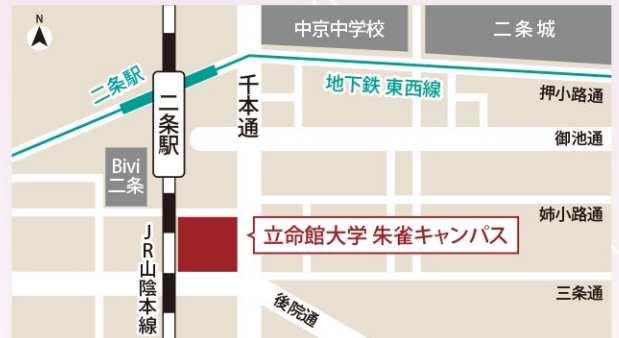 N
中京中学校
二条城
二条駅
地下鉄 東西線
押小路通
二条駅
千本通
御池通
Bivi
二条
姉小路通
立命館大学 朱雀キャンパス
JR山陰本線
後院通
三条通